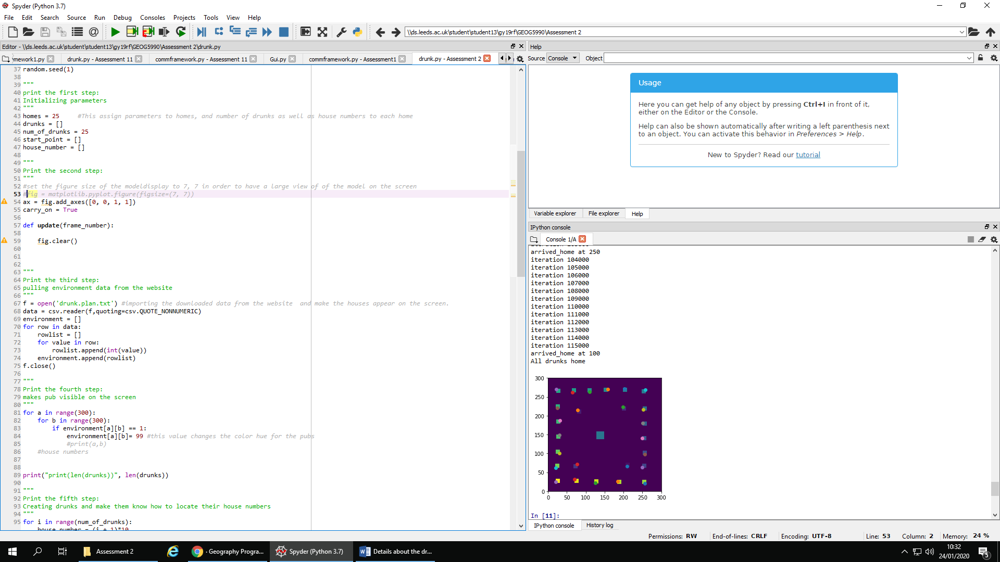 Spyder (Python 3.7)
File Edit Search Source Run Debug Consoles Projects Tools View Help
\\ds.leeds.ac.uk\student\student13\gy19rf\GEOG5990\Assessment 2
Editor - \\ds.leeds.ac.uk\student\student13\gy19rf\GEOG5990\Assessment 2\drunk.py
mework1.py drunk.py - Assessment 11 commframework.py - Assessment 11 Gui.py commframework.py - Assessment1 drunk.py - Assessment 2
37 random.seed(1)
38
39 """
40 print the first step:
41 Initializing parameters
42 """
43 homes = 25     #This assign parameters to homes, and number of drunks as well as house numbers to each home
44 drunks = []
45 num_of_drunks = 25
46 start_point = []
47 house_number = []
48
49 """
50 Print the second step:
51 """
52 #set the figure size of the modeldisplay to 7, 7 in order to have a large view of of the model on the screen
53 #fig = matplotlib.pyplot.figure(figsize=(7, 7))
54 ax = fig.add_axes([0, 0, 1, 1])
55 carry_on = True
56
57 def update(frame_number):
58
59     fig.clear()
60
61
62
63 """
64 Print the third step:
65 pulling environment data from the website
66 """
67 f = open('drunk.plan.txt') #importing the downloaded data from the website  and make the houses appear on the screen.
68 data = csv.reader(f,quoting=csv.QUOTE_NONNUMERIC)
69 environment = []
70 for row in data:
71     rowlist = []
72     for value in row:
73         rowlist.append(int(value))
74     environment.append(rowlist)
75 f.close()
76
77 """
78 Print the fourth step:
79 makes pub visible on the screen
80 """
81 for a in range(300):
82     for b in range(300):
83         if environment[a][b] == 1:
84             environment[a][b]= 99 #this value changes the color hue for the pubs
85             #print(a,b)
86     #house numbers
87
88
89 print("print(len(drunks))", len(drunks))
90
91 """
92 Print the fifth step:
93 Creating drunks and make them know how to locate their house numbers
94 """
95 for i in range(num_of_drunks):
house_number = (i + 1)*10
Help
Source Console Object
Usage
Here you can get help of any object by pressing Ctrl+I in front of it,
either on the Editor or the Console.
Help can also be shown automatically after writing a left parenthesis next
to an object. You can activate this behavior in Preferences > Help.
New to Spyder? Read our tutorial
Variable explorer File explorer Help
IPython console
Console 1/A
arrived_home at 250
iteration 104000
iteration 105000
iteration 106000
iteration 107000
iteration 108000
iteration 109000
iteration 110000
iteration 111000
iteration 112000
iteration 113000
iteration 114000
iteration 115000
arrived_home at 100
All drunks home
300
250
200
150
100
50
0
0 50 100 150 200 250 300
In [11]:
IPython console History log
Permissions: RW End-of-lines: CRLF Encoding: UTF-8 Line: 53 Column: 2 Memory: 24 %
Assessment 2 · Geography Progra... Spyder (Python 3.7) Details about the dr...
10:32
24/01/2020
5